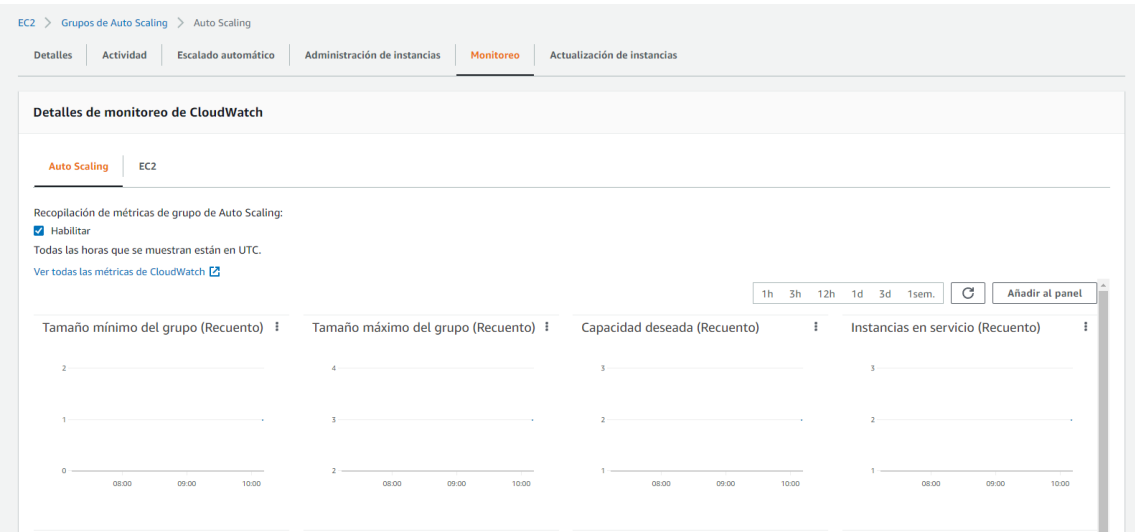 EC2 > Grupos de Auto Scaling > Auto Scaling
Detalles Actividad Escalado automático Administración de instancias Monitoreo Actualización de instancias
Detalles de monitoreo de CloudWatch
Auto Scaling EC2
Recopilación de métricas de grupo de Auto Scaling:
Habilitar
Todas las horas que se muestran están en UTC.
Ver todas las métricas de CloudWatch
1h 3h 12h 1d 3d 1sem. Añadir al panel
Tamaño mínimo del grupo (Recuento) Tamaño máximo del grupo (Recuento) Capacidad deseada (Recuento) Instancias en servicio (Recuento)
2 4 3 3
1 3 2 2
0 2 1 1
08:00 09:00 10:00 08:00 09:00 10:00 08:00 09:00 10:00 08:00 09:00 10:00